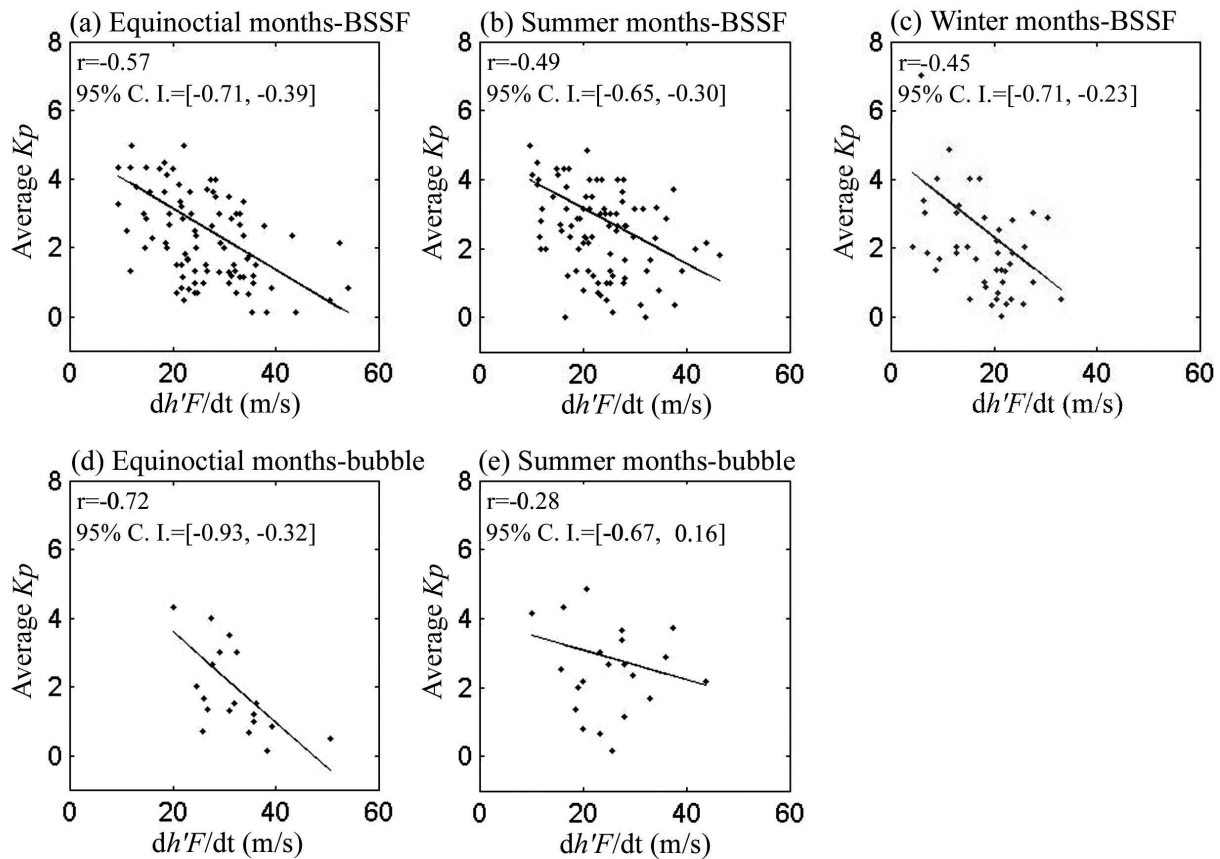 (a) Equinoctial months-BSSF
r=-0.57
95% C. I.=[-0.71, -0.39]
8
6
4
2
0
Average Kp
0 20 40 60
dh'F/dt (m/s)
(b) Summer months-BSSF
r=-0.49
95% C. I.=[-0.65, -0.30]
8
6
4
2
0
Average Kp
0 20 40 60
dh'F/dt (m/s)
(c) Winter months-BSSF
r=-0.45
95% C. I.=[-0.71, -0.23]
8
6
4
2
0
Average Kp
0 20 40 60
dh'F/dt (m/s)
(d) Equinoctial months-bubble
r=-0.72
95% C. I.=[-0.93, -0.32]
8
6
4
2
0
Average Kp
0 20 40 60
dh'F/dt (m/s)
(e) Summer months-bubble
r=-0.28
95% C. I.=[-0.67, 0.16]
8
6
4
2
0
Average Kp
0 20 40 60
dh'F/dt (m/s)